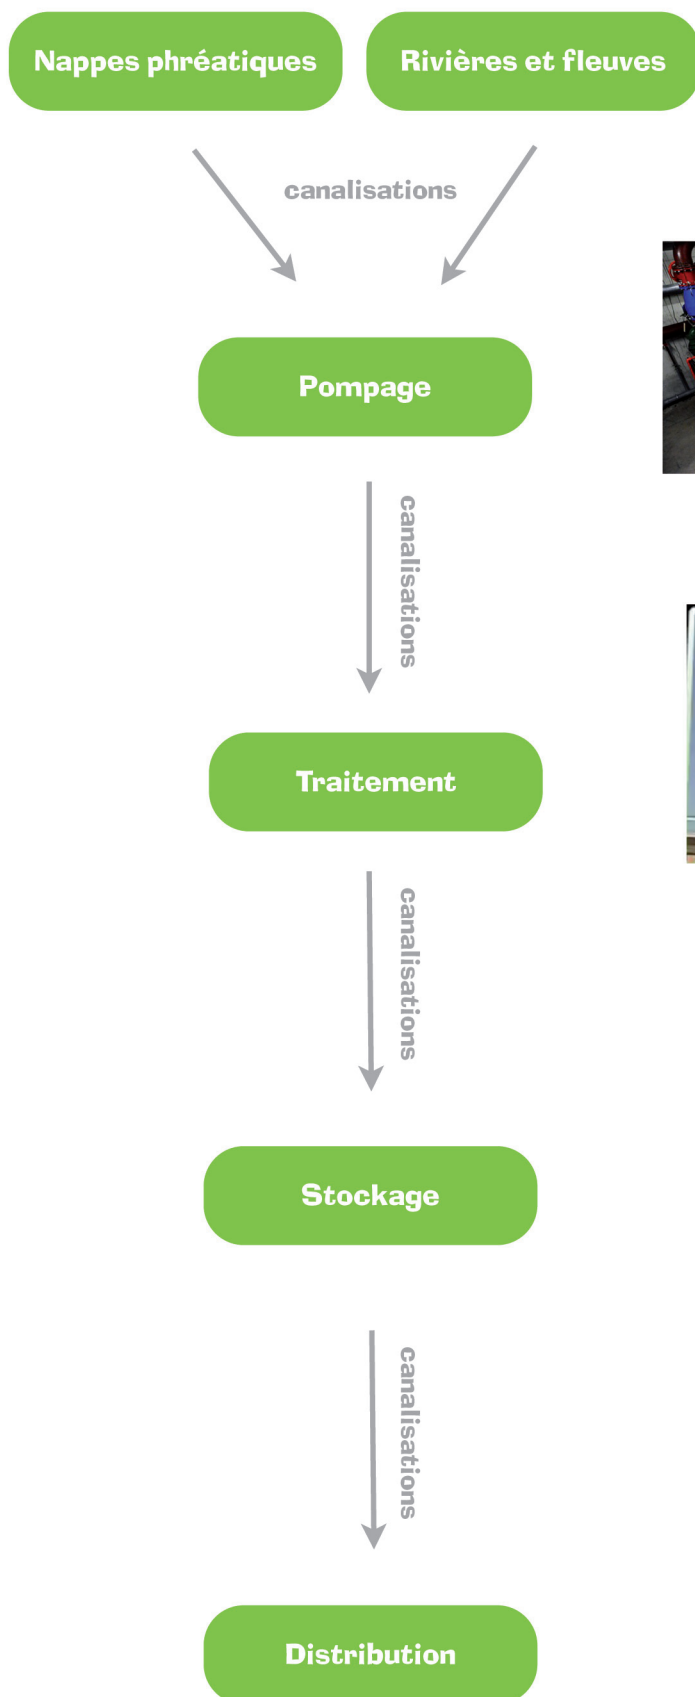 Nappes phréatiques
Rivières et fleuves
canalisations
Pompage
canalisations
Traitement
canalisations
Stockage
canalisations
Distribution